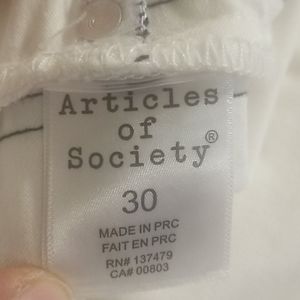 Articles
of
Society®
30
MADE IN PRC
FAIT EN PRC
RN# 137479
CA# 00803